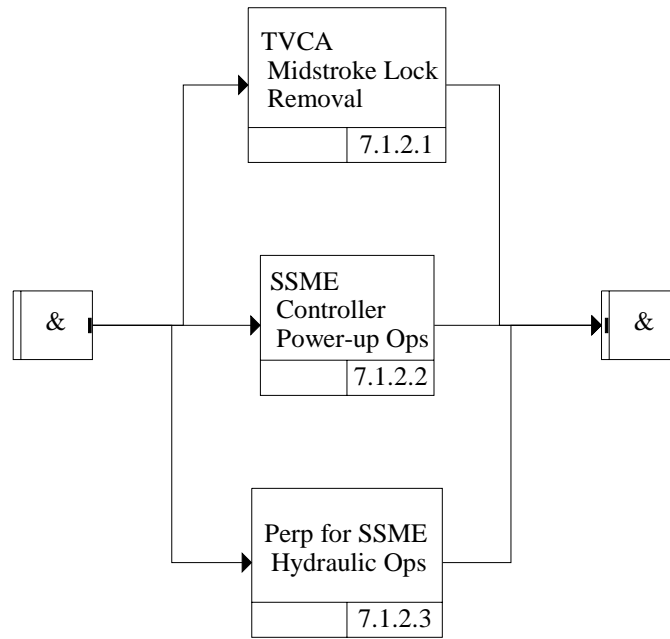 TVCA
Midstroke Lock
Removal
7.1.2.1
&
SSME
Controller
Power-up Ops
7.1.2.2
&
Perp for SSME
Hydraulic Ops
7.1.2.3